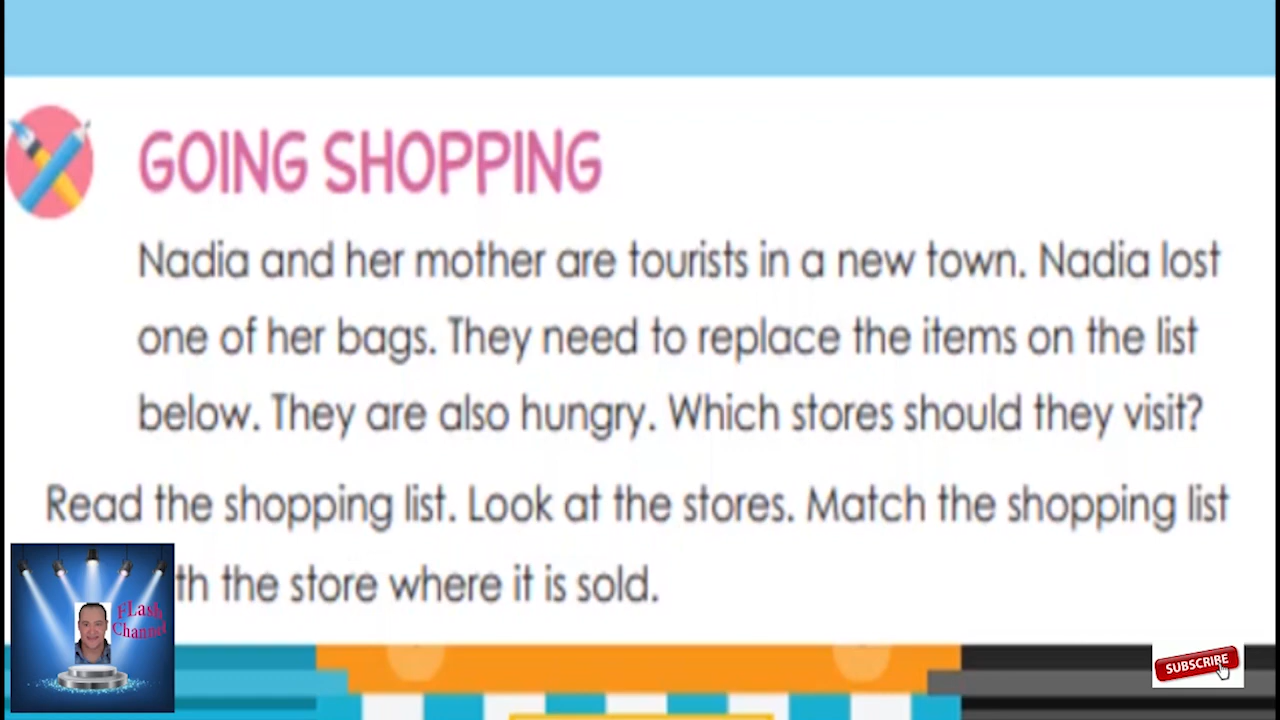 GOING SHOPPING
Nadia and her mother are tourists in a new town. Nadia lost
one of her bags. They need to replace the items on the list
below. They are also hungry. Which stores should they visit?
Read the shopping list. Look at the stores. Match the shopping list
th the store where it is sold.
FLash
Channel
SUBSCRIBE